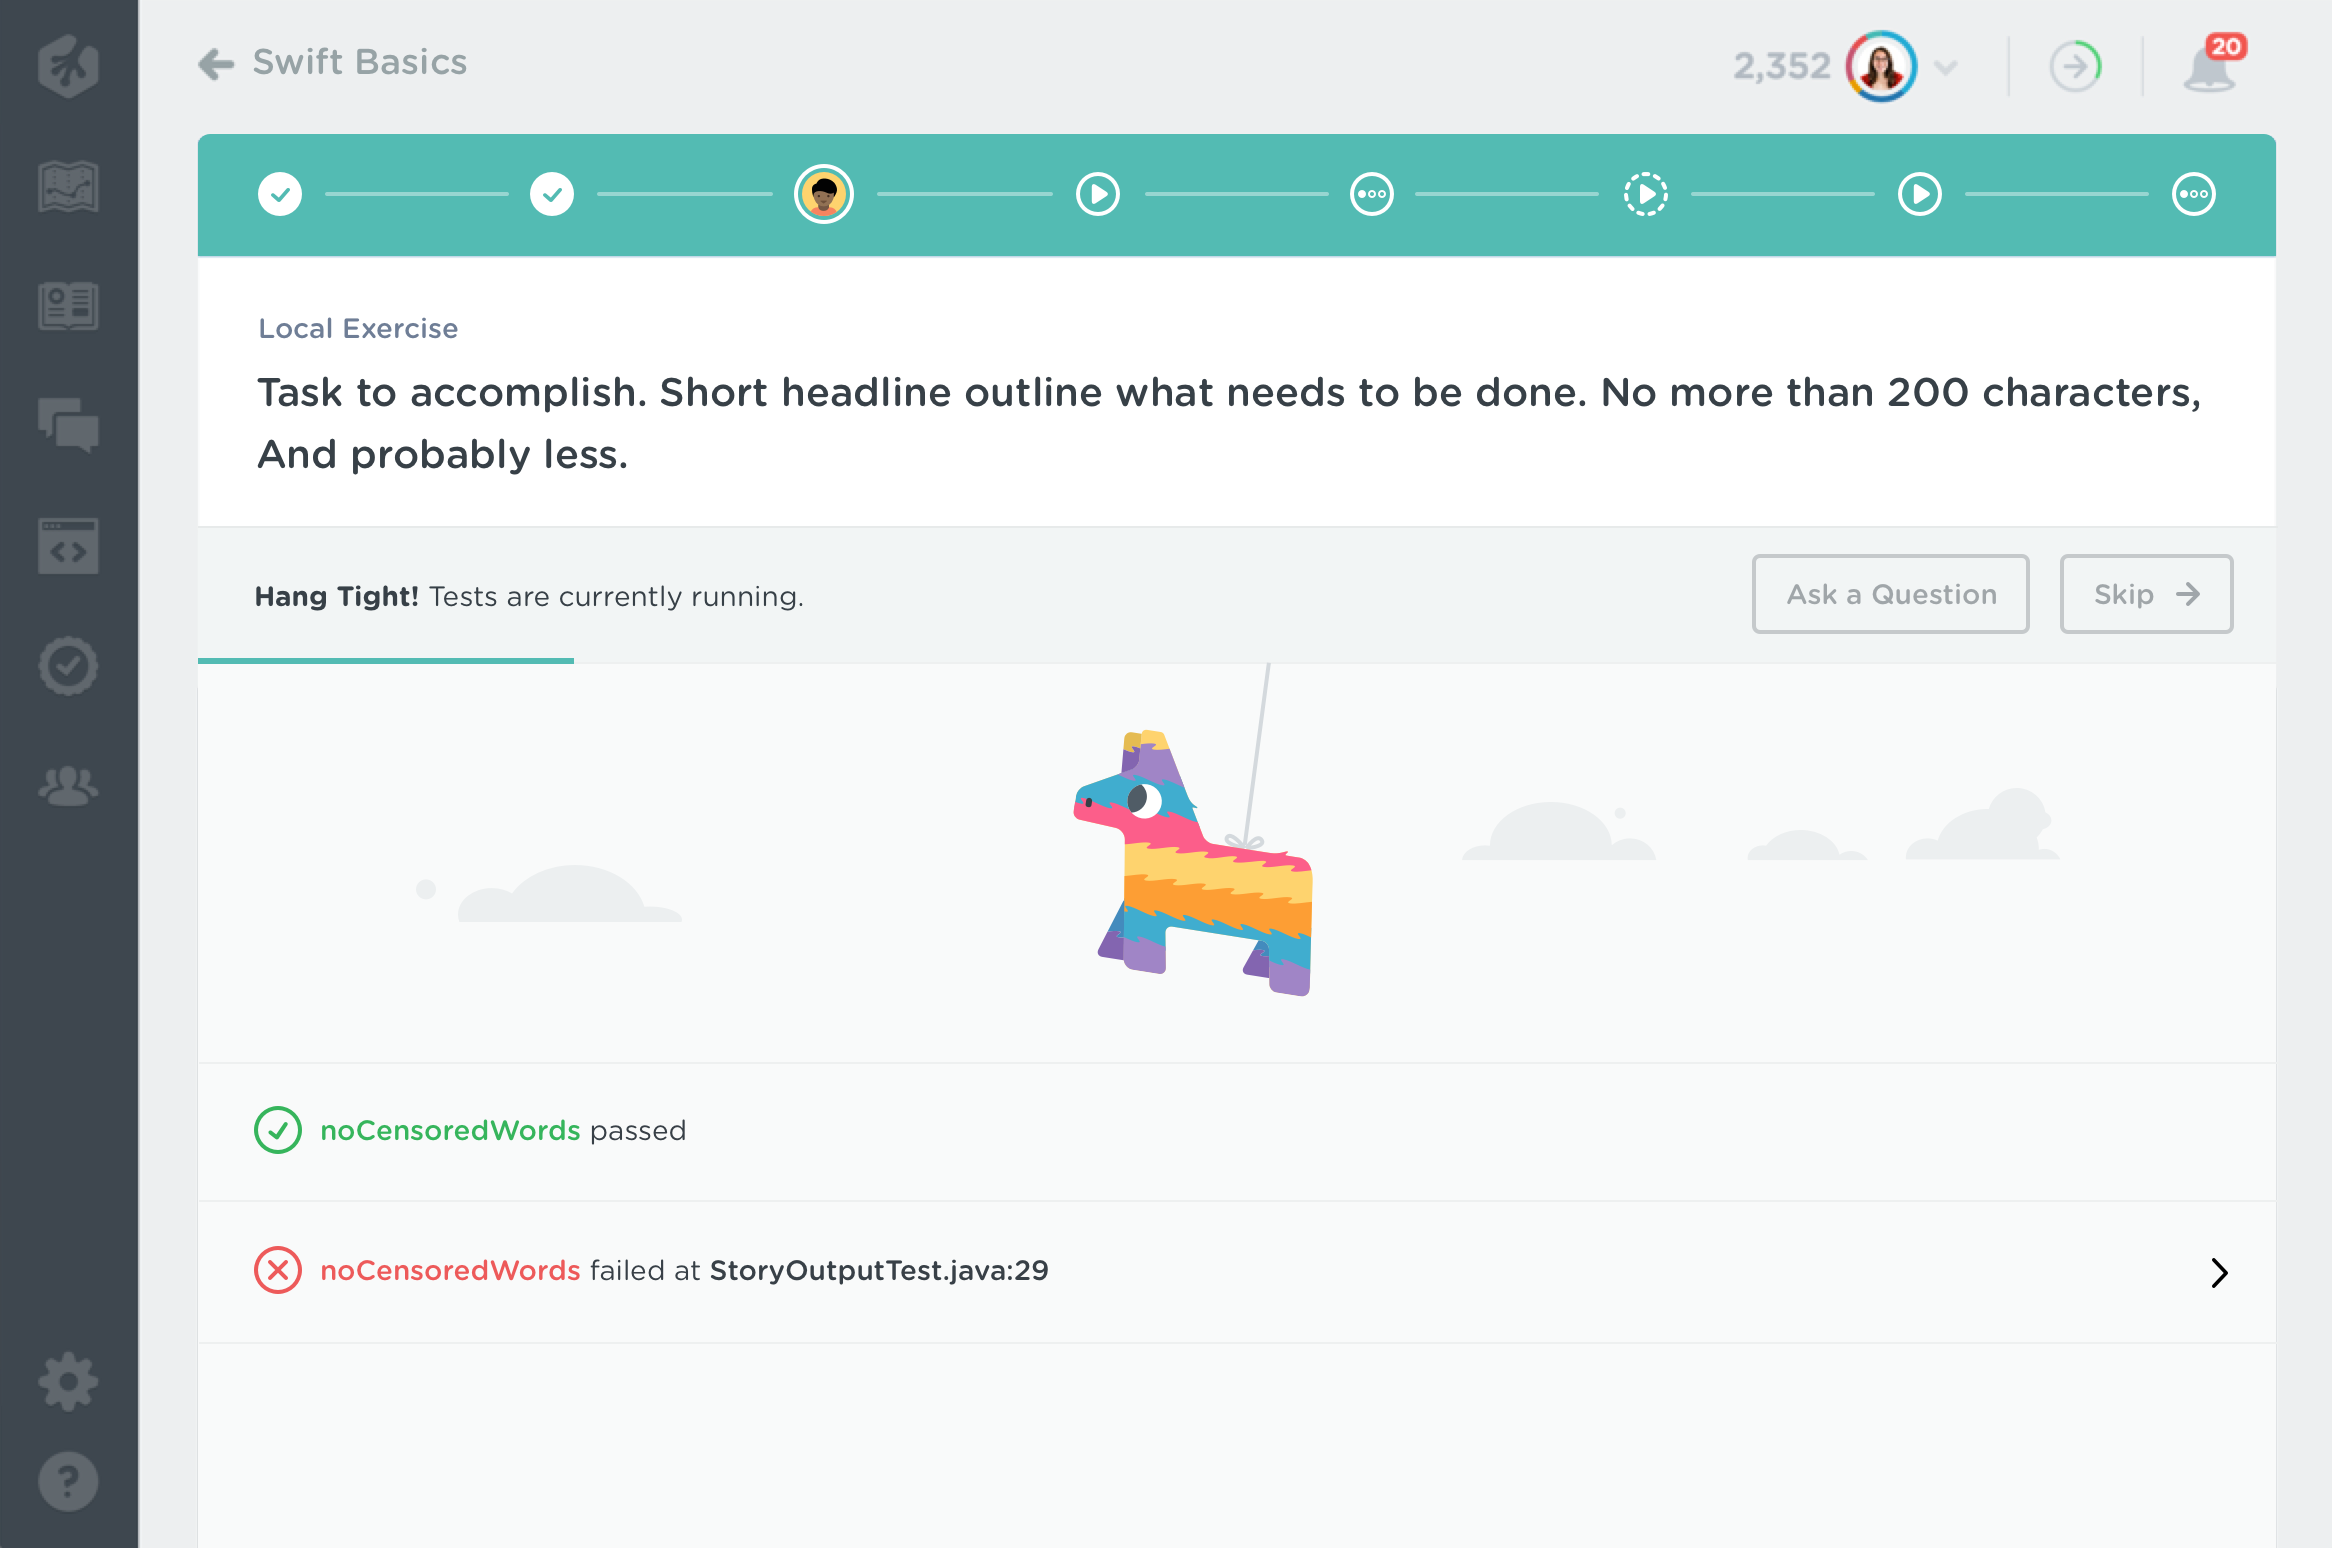 Swift Basics
2,352
20
Local Exercise
Task to accomplish. Short headline outline what needs to be done. No more than 200 characters,
And probably less.
Hang Tight! Tests are currently running.
Ask a Question
Skip
noCensoredWords passed
noCensoredWords failed at StoryOutputTest.java:29
?